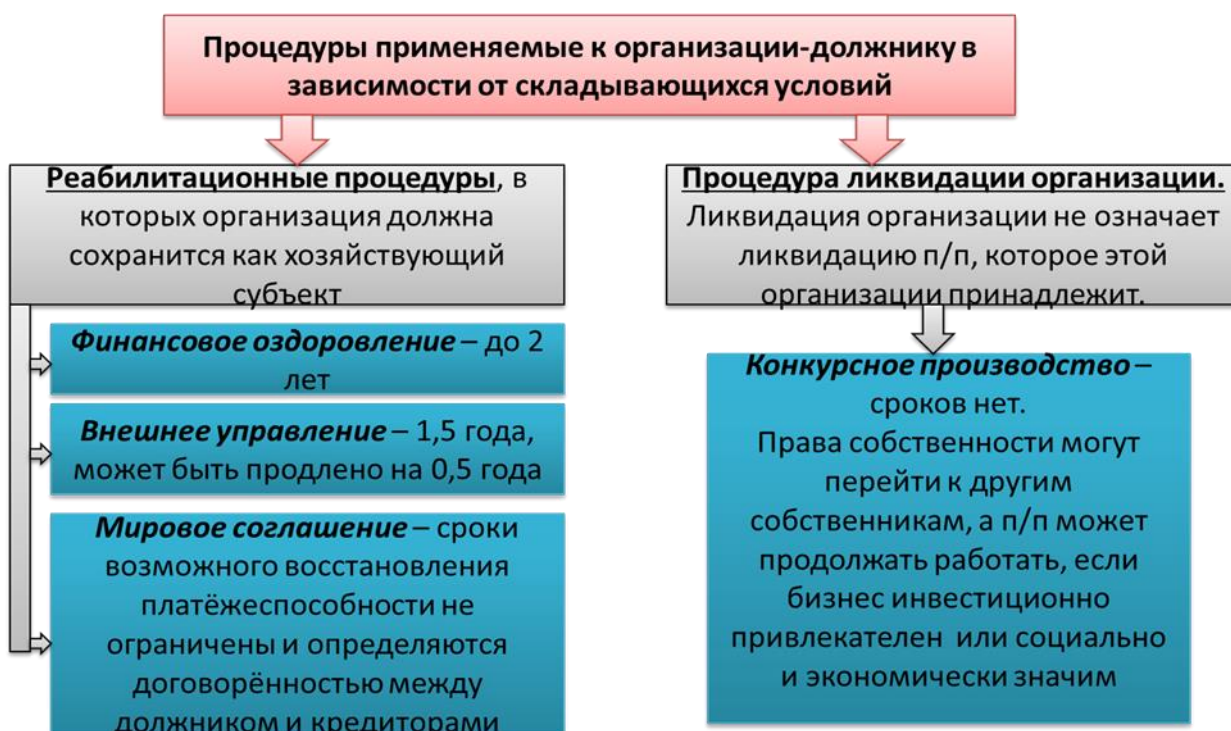 Процедуры применяемые к организации-должнику в
зависимости от складывающихся условий
Реабилитационные процедуры, в
которых организация должна
сохранится как хозяйствующий
субъект
Финансовое оздоровление – до 2
лет
Внешнее управление – 1,5 года,
может быть продлено на 0,5 года
Мировое соглашение – сроки
возможного восстановления
платёжеспособности не
ограничены и определяются
договорённостью между
должником и кредиторами
Процедура ликвидации организации.
Ликвидация организации не означает
ликвидацию п/п, которое этой
организации принадлежит.
Конкурсное производство –
сроков нет.
Права собственности могут
перейти к другим
собственникам, а п/п может
продолжать работать, если
бизнес инвестиционно
привлекателен или социально
и экономически значим